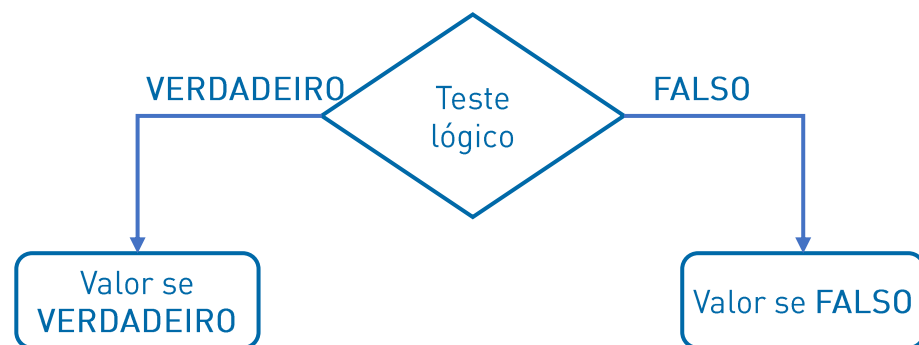 VERDADEIRO
FALSO
Teste
lógico
Valor se
VERDADEIRO
Valor se FALSO